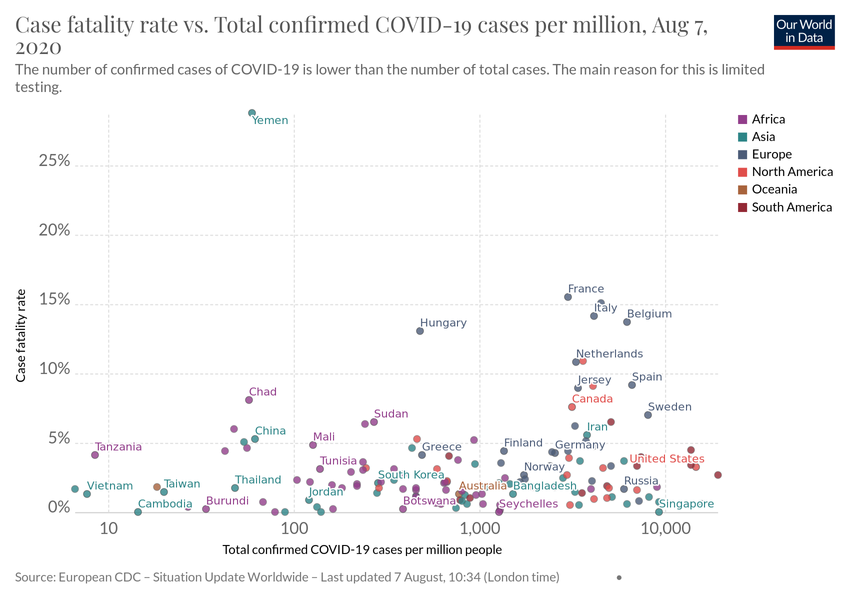 Case fatality rate vs. Total confirmed COVID-19 cases per million, Aug 7,
2020
Our World
in Data
The number of confirmed cases of COVID-19 is lower than the number of total cases. The main reason for this is limited
testing.
Yemen
Africa
Asia
Europe
North America
Oceania
South America
25%
20%
15%
10%
5%
0%
Case fatality rate
France
Italy
Belgium
Hungary
Netherlands
Jersey
Spain
Chad
Canada
Sweden
Sudan
China
Iran
Mali
Tanzania
Greece
Finland
Germany
Tunisia
United States
Norway
South Korea
Vietnam
Taiwan
Thailand
Australia
Bangladesh
Russia
Jordan
Cambodia
Burundi
Botswana
Seychelles
Singapore
10
100
1,000
10,000
Total confirmed COVID-19 cases per million people
Source: European CDC – Situation Update Worldwide – Last updated 7 August, 10:34 (London time)